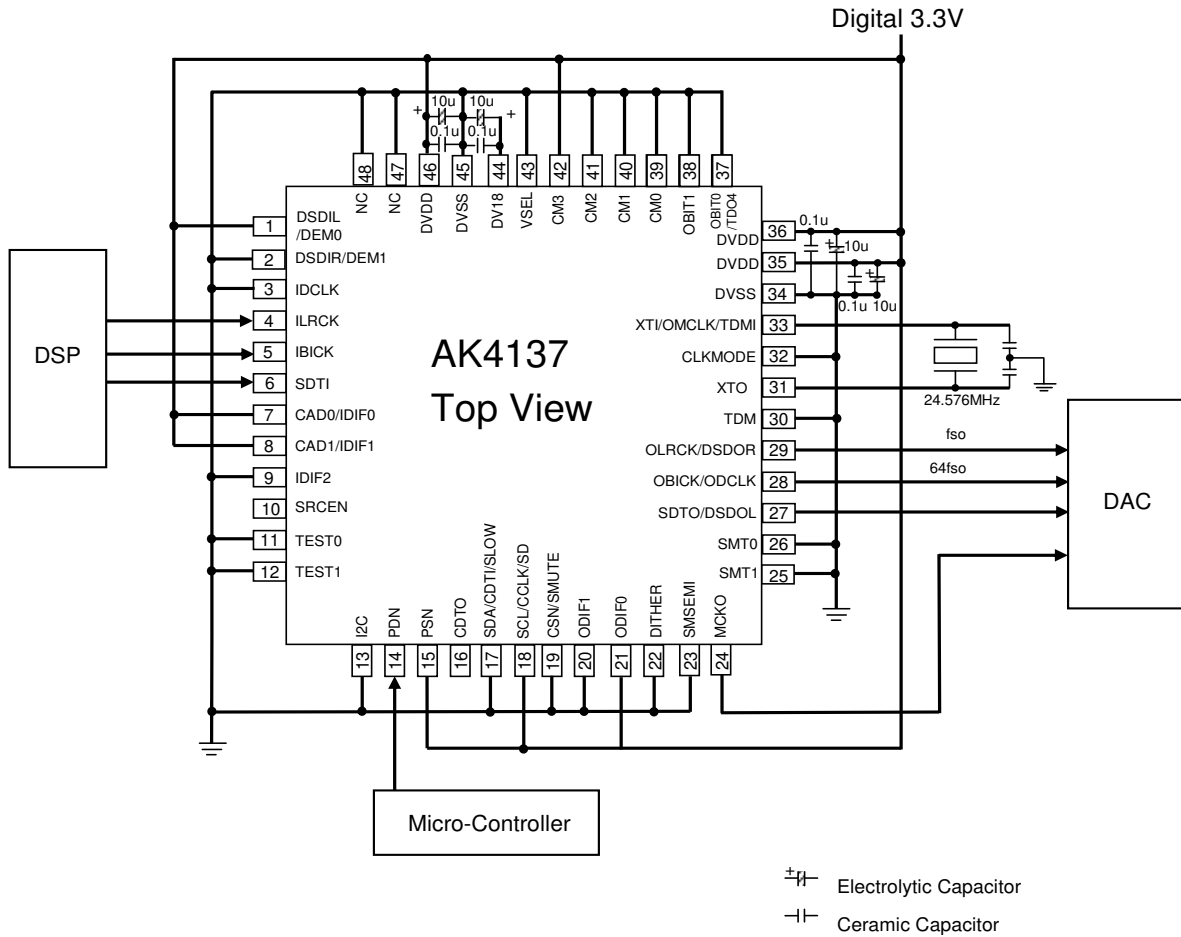 Digital 3.3V
10u 10u
+ +
0.1u 0.1u
48 47 46 45 44 43 42 41 40 39 38 37
NC NC DVDD DVSS DV18 VSEL CM3 CM2 CM1 CM0 OBIT1 OBIT0/TDO4
1 DSDIL/DEM0
2 DSDIR/DEM1
3 IDCLK
4 ILRCK
5 IBICK
6 SDTI
7 CAD0/IDIF0
8 CAD1/IDIF1
9 IDIF2
10 SRCEN
11 TEST0
12 TEST1
DSP
AK4137
Top View
DVDD 36
0.1u
+ 10u
DVDD 35
DVSS 34
+
0.1u 10u
XTI/OMCLK/TDMI 33
CLKMODE 32
XTO 31
24.576MHz
TDM 30
OLRCK/DSDOR 29
fso
OBICK/ODCLK 28
64fso
SDTO/DSDOL 27
SMT0 26
SMT1 25
DAC
I2C PDN PSN CDTO SDA/CDTI/SLOW SCL/CCLK/SD CSN/SMUTE ODIF1 ODIF0 DITHER SMSEMI MCKO
13 14 15 16 17 18 19 20 21 22 23 24
Micro-Controller
+ Electrolytic Capacitor
Ceramic Capacitor